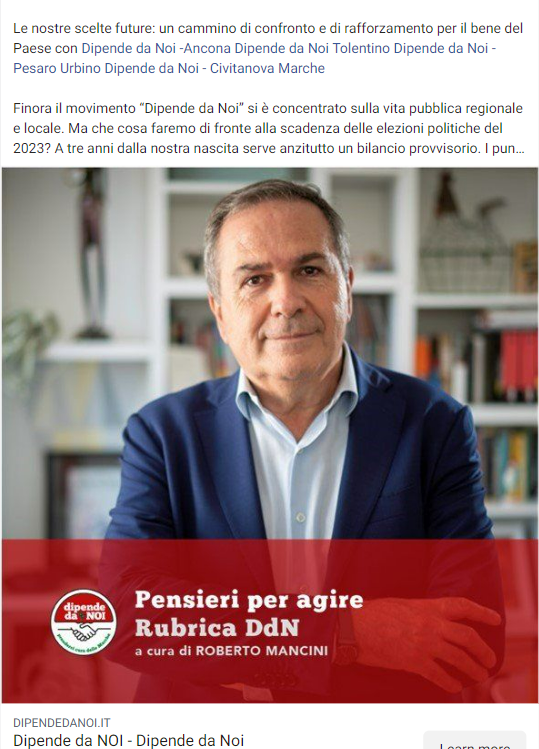 Le nostre scelte future: un cammino di confronto e di rafforzamento per il bene del
Paese con Dipende da Noi -Ancona Dipende da Noi Tolentino Dipende da Noi -
Pesaro Urbino Dipende da Noi - Civitanova Marche
Finora il movimento “Dipende da Noi” si è concentrato sulla vita pubblica regionale
e locale. Ma che cosa faremo di fronte alla scadenza delle elezioni politiche del
2023? A tre anni dalla nostra nascita serve anzitutto un bilancio provvisorio. I pun...
dipende
da NOI
prendersi cura delle Marche
Pensieri per agire
Rubrica DdN
a cura di ROBERTO MANCINI
DIPENDEDANOI.IT
Dipende da NOI - Dipende da Noi
Learn more